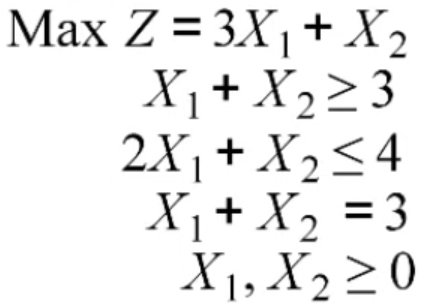 Max Z = 3X₁ + X₂
X₁ + X₂ ≥ 3
2X₁ + X₂ ≤ 4
X₁ + X₂ = 3
X₁, X₂ ≥ 0